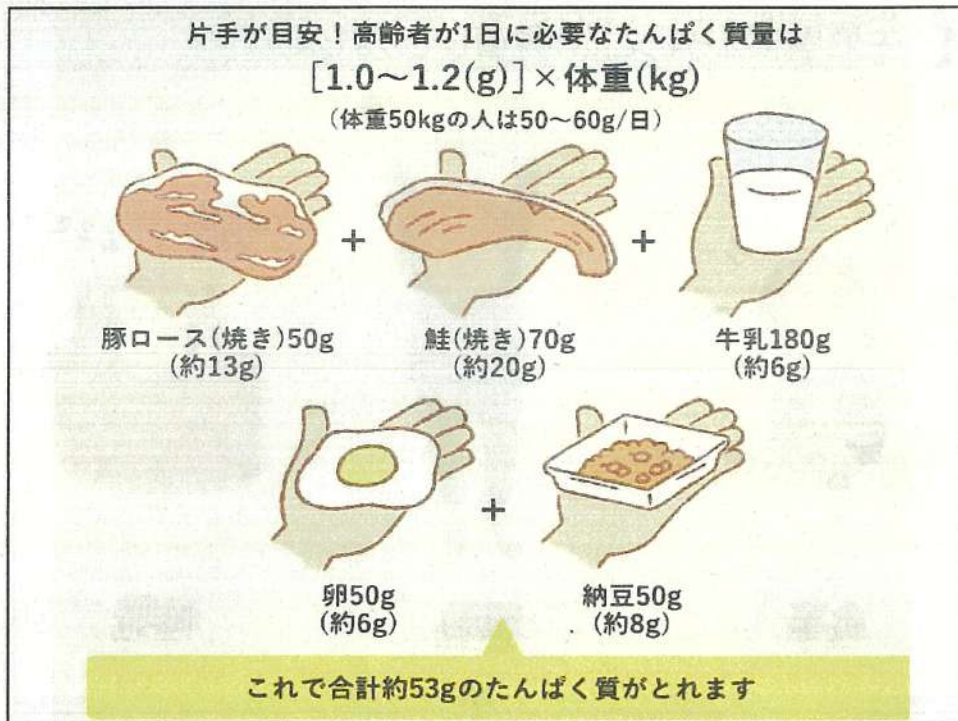 片手が目安！高齢者が1日に必要なたんぱく質量は
[1.0～1.2(g)]×体重(kg)
(体重50kgの人は50～60g/日)
+
+
豚ロース(焼き)50g
(約13g)
鮭(焼き)70g
(約20g)
牛乳180g
(約6g)
+
卵50g
(約6g)
納豆50g
(約8g)
これで合計約53gのたんぱく質がとれます